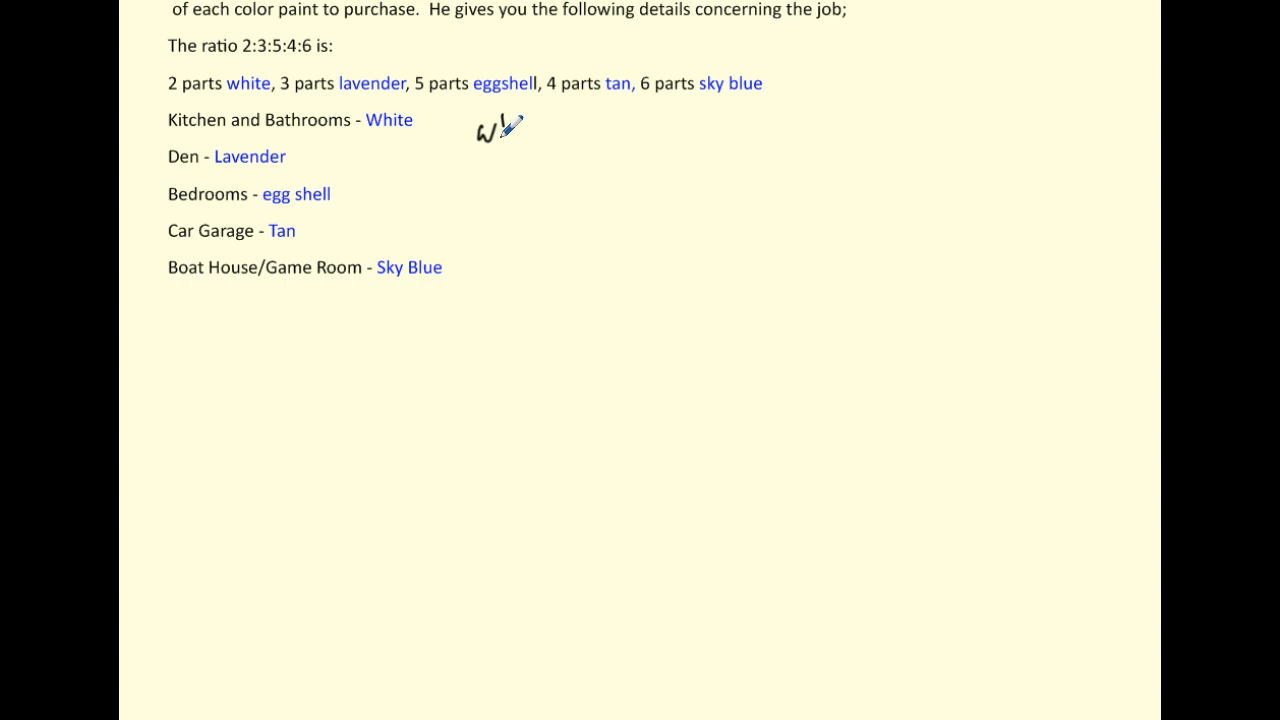 of each color paint to purchase. He gives you the following details concerning the job;
The ratio 2:3:5:4:6 is:
2 parts white, 3 parts lavender, 5 parts eggshell, 4 parts tan, 6 parts sky blue
Kitchen and Bathrooms - White
Den - Lavender
Bedrooms - egg shell
Car Garage - Tan
Boat House/Game Room - Sky Blue